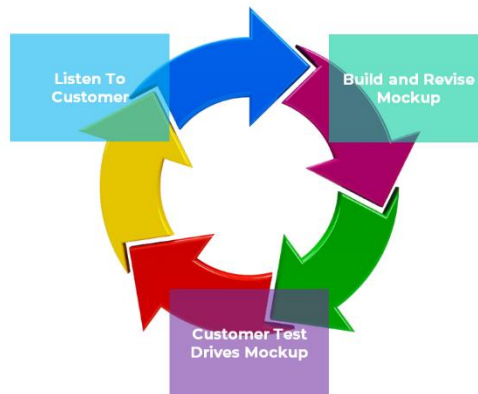 Listen To
Customer
Build and Revise
Mockup
Customer Test
Drives Mockup